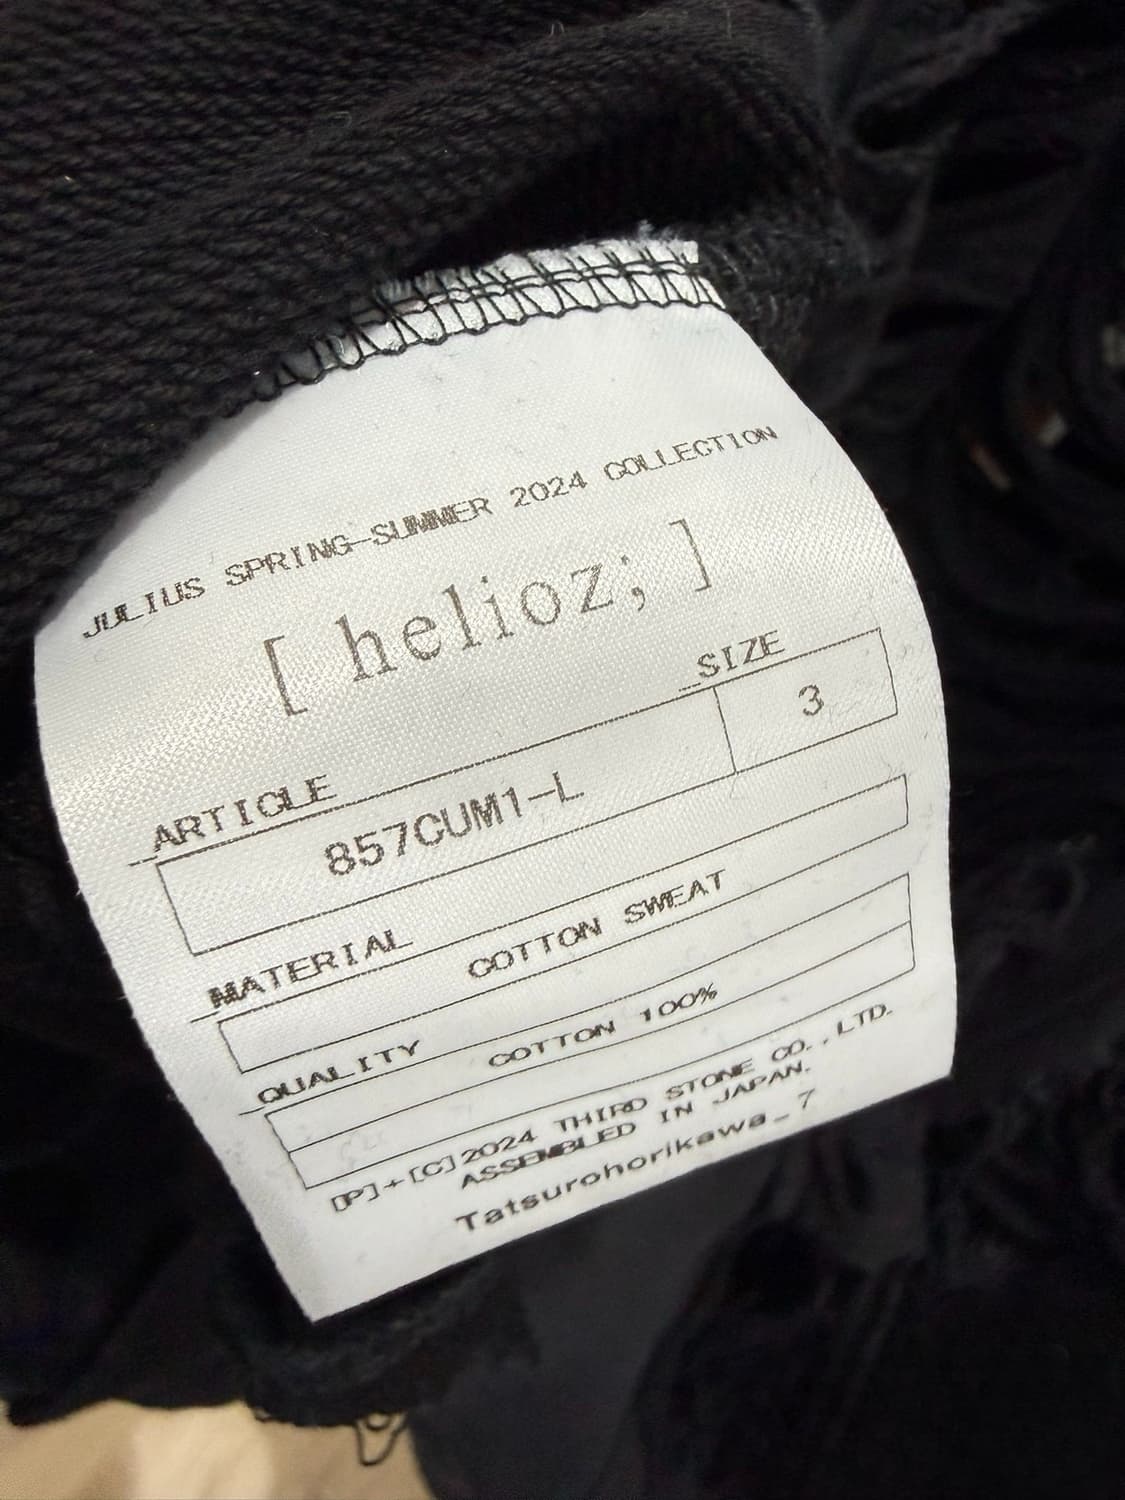 JULIUS SPRING-SUMMER 2024 COLLECTION
[ helioz; ]
ARTICLE
SIZE
857CUM1-L
3
MATERIAL
COTTON SWEAT
QUALITY
COTTON 100%
[P]+[C]2024 THIRD STONE CO.,LTD.
ASSEMBLED IN JAPAN.
Tatsurohorikawa_7